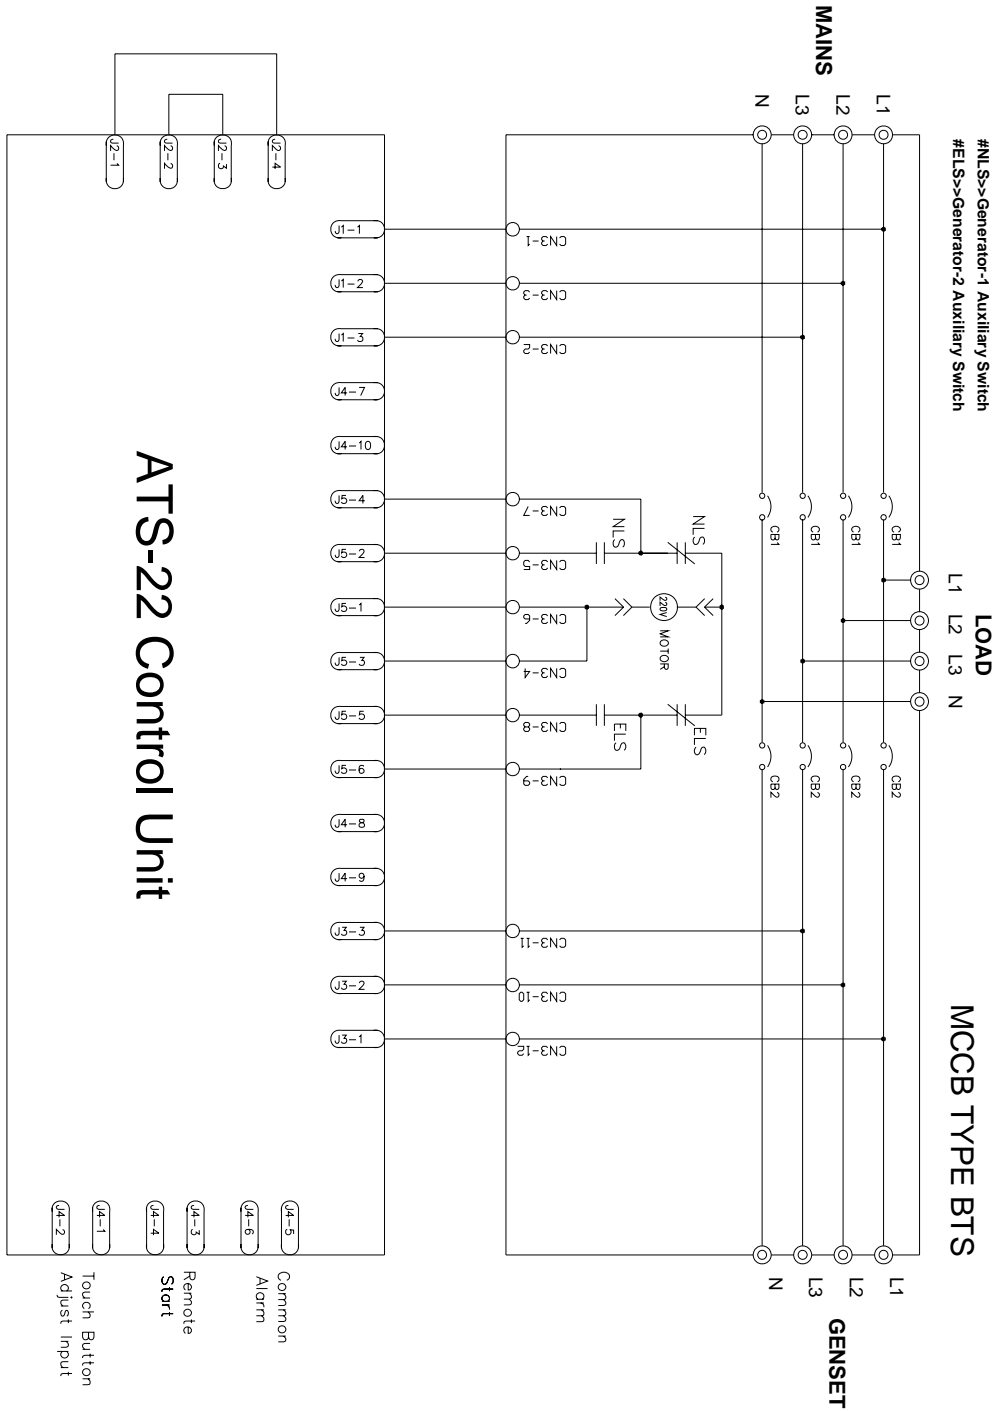 MCCB TYPE BTS
#NLS>>Generator-1 Auxiliary Switch
#ELS>>Generator-2 Auxiliary Switch
LOAD
L1
L2
L3
N
MAINS
L1
L2
L3
N
GENSET
L1
L2
L3
N
CB1
CB1
CB1
CB1
CB2
CB2
CB2
CB2
NLS
NLS
220V
MOTOR
ELS
ELS
CN3-1
CN3-3
CN3-2
CN3-7
CN3-5
CN3-6
CN3-4
CN3-8
CN3-9
CN3-11
CN3-10
CN3-12
J1-1
J1-2
J1-3
J4-7
J4-10
J5-4
J5-2
J5-1
J5-3
J5-5
J5-6
J4-8
J4-9
J3-3
J3-2
J3-1
J2-4
J2-3
J2-2
J2-1
ATS-22 Control Unit
J4-5
J4-6
Common
Alarm
J4-3
J4-4
Remote
Start
J4-1
J4-2
Touch Button
Adjust Input